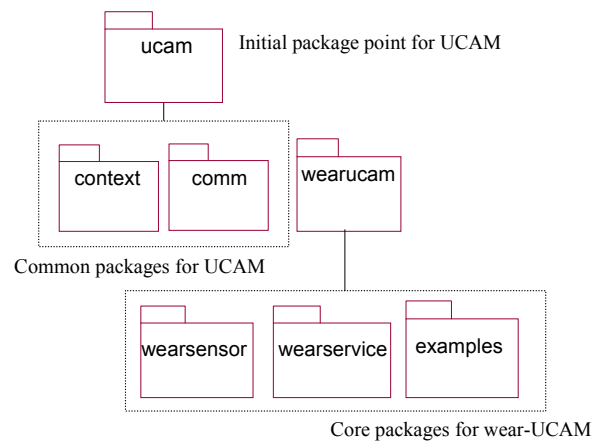 ucam
Initial package point for UCAM
context
comm
wearucam
Common packages for UCAM
wearsensor
wearservice
examples
Core packages for wear-UCAM